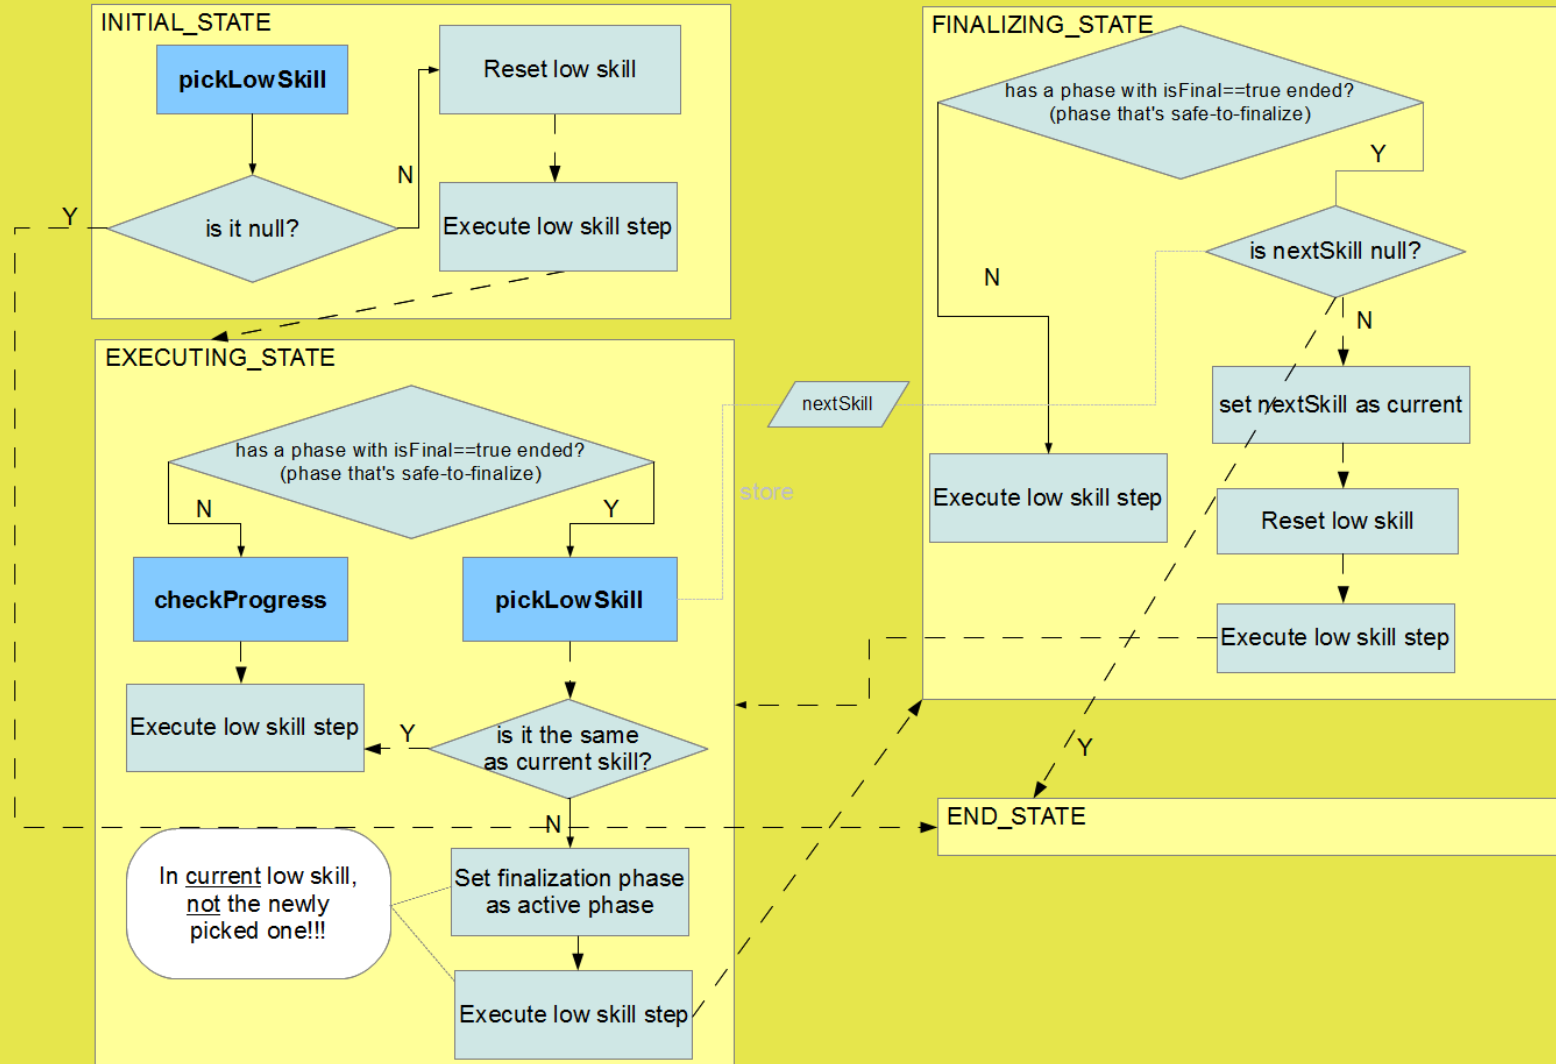 INITIAL_STATE
pickLowSkill
Reset low skill
N
Y
is it null?
Execute low skill step
EXECUTING_STATE
has a phase with isFinal==true ended?
(phase that's safe-to-finalize)
N
Y
checkProgress
pickLowSkill
Execute low skill step
Y
is it the same
as current skill?
N
In current low skill,
not the newly
picked one!!!
Set finalization phase
as active phase
Execute low skill step
nextSkill
store
FINALIZING_STATE
has a phase with isFinal==true ended?
(phase that's safe-to-finalize)
Y
is nextSkill null?
N
N
set nextSkill as current
Execute low skill step
Reset low skill
Execute low skill step
Y
END_STATE